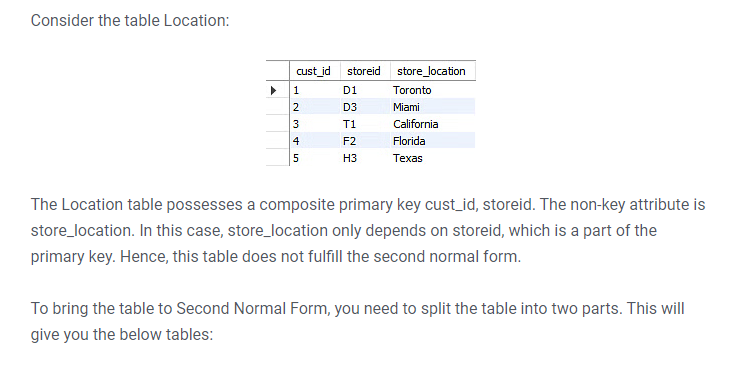 Consider the table Location:
cust_id storeid store_location
1 D1 Toronto
2 D3 Miami
3 T1 California
4 F2 Florida
5 H3 Texas
The Location table possesses a composite primary key cust_id, storeid. The non-key attribute is
store_location. In this case, store_location only depends on storeid, which is a part of the
primary key. Hence, this table does not fulfill the second normal form.
To bring the table to Second Normal Form, you need to split the table into two parts. This will
give you the below tables: